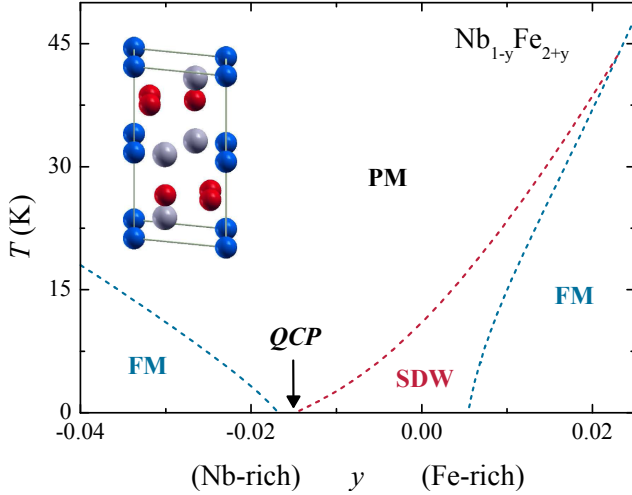 45
30
15
0
T (K)
Nb1-yFe2+y
PM
FM
QCP
SDW
FM
-0.04
-0.02
0.00
0.02
(Nb-rich) y (Fe-rich)